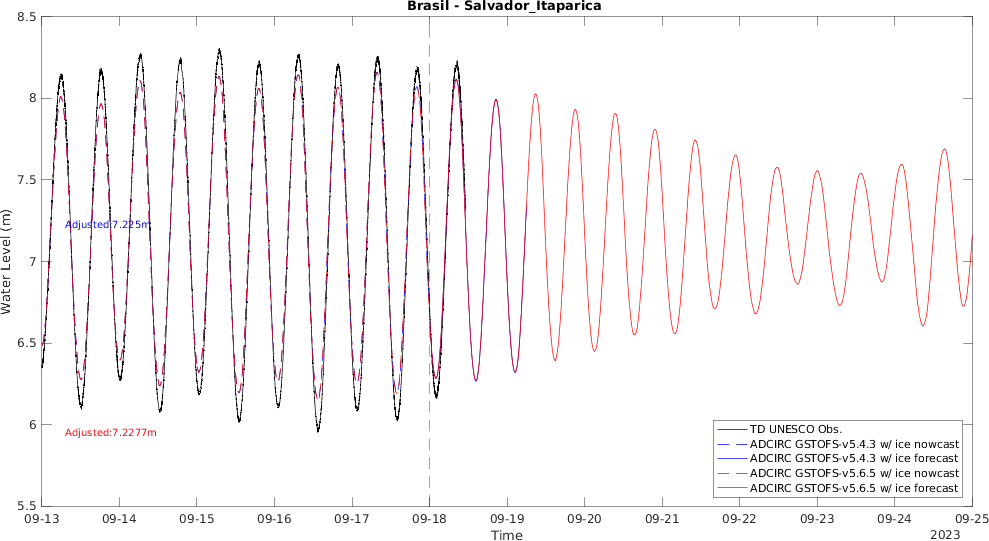 Brasil - Salvador_Itaparica
8.5
8
7.5
7
6.5
6
5.5
Water Level (m)
Adjusted:7.225m
Adjusted:7.2277m
TD UNESCO Obs.
ADCIRC GSTOFS-v5.4.3 w/ ice nowcast
ADCIRC GSTOFS-v5.4.3 w/ ice forecast
ADCIRC GSTOFS-v5.6.5 w/ ice nowcast
ADCIRC GSTOFS-v5.6.5 w/ ice forecast
09-13 09-14 09-15 09-16 09-17 09-18 09-19 09-20 09-21 09-22 09-23 09-24 09-25
Time
2023